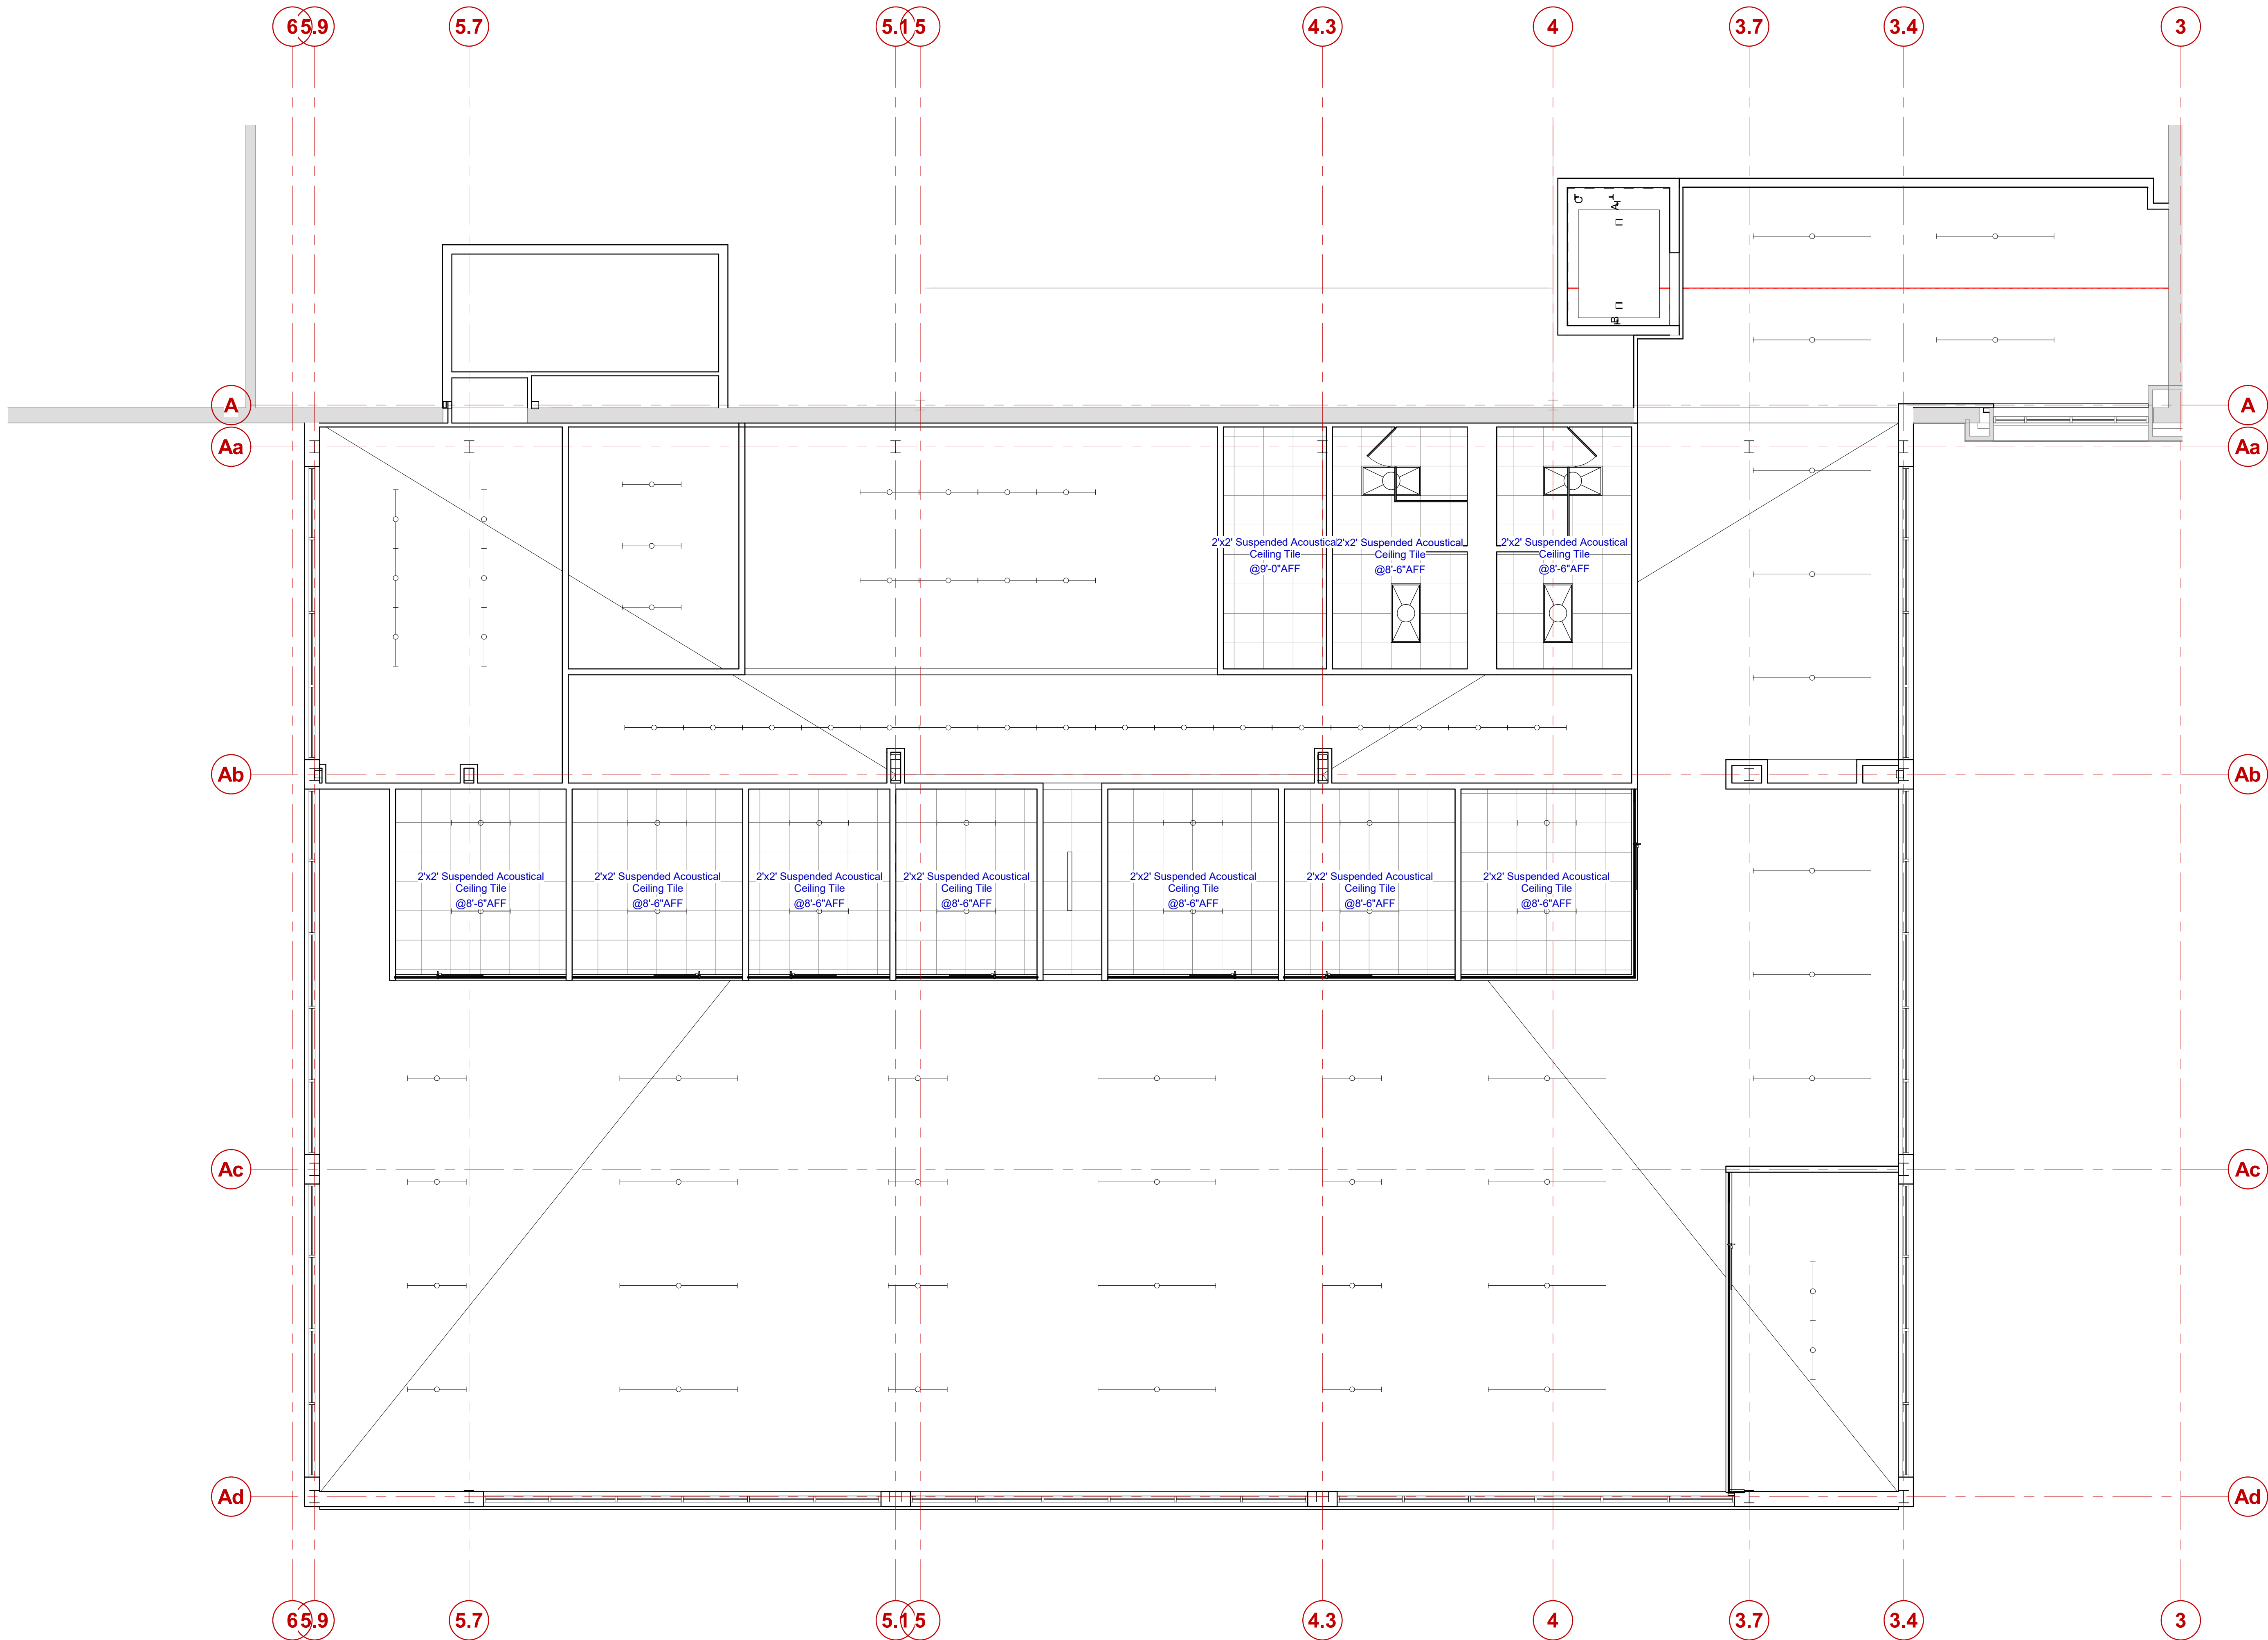 6 5.9 5.7 5.1 5 4.3 4 3.7 3.4 3
A
B
A A
Aa Aa
2'x2' Suspended Acoustica 2'x2' Suspended Acoustical 2'x2' Suspended Acoustical
Ceiling Tile Ceiling Tile Ceiling Tile
@9'-0"AFF @8'-6"AFF @8'-6"AFF
Ab Ab
2'x2' Suspended Acoustical 2'x2' Suspended Acoustical 2'x2' Suspended Acoustical 2'x2' Suspended Acoustical 2'x2' Suspended Acoustical 2'x2' Suspended Acoustical 2'x2' Suspended Acoustical
Ceiling Tile Ceiling Tile Ceiling Tile Ceiling Tile Ceiling Tile Ceiling Tile Ceiling Tile
@8'-6"AFF @8'-6"AFF @8'-6"AFF @8'-6"AFF @8'-6"AFF @8'-6"AFF @8'-6"AFF
Ac Ac
Ad Ad
6 5.9 5.7 5.1 5 4.3 4 3.7 3.4 3